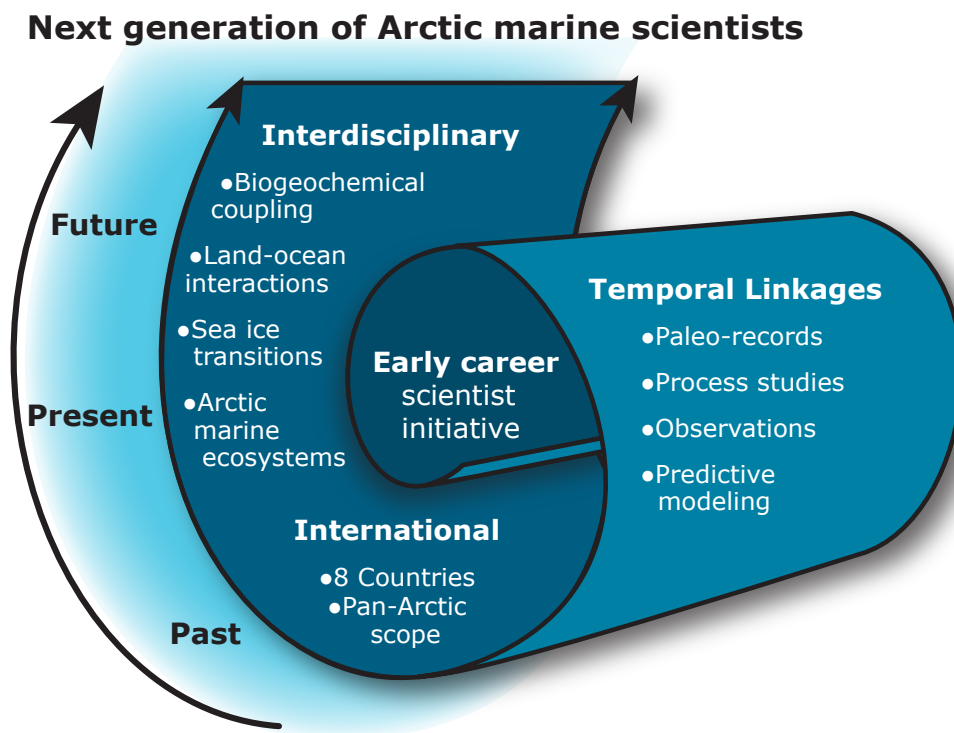 Next generation of Arctic marine scientists
Interdisciplinary
●Biogeochemical
coupling
●Land-ocean
interactions
●Sea ice
transitions
●Arctic
marine
ecosystems
Future
Present
Past
Early career
scientist
initiative
International
●8 Countries
●Pan-Arctic
scope
Temporal Linkages
●Paleo-records
●Process studies
●Observations
●Predictive
modeling